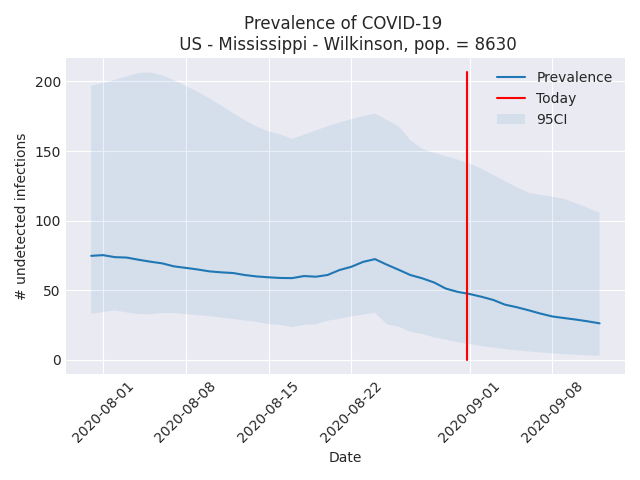 Prevalence of COVID-19
US - Mississippi - Wilkinson, pop. = 8630
Prevalence
Today
95CI
# undetected infections
200
150
100
50
0
2020-08-01
2020-08-08
2020-08-15
2020-08-22
2020-09-01
2020-09-08
Date